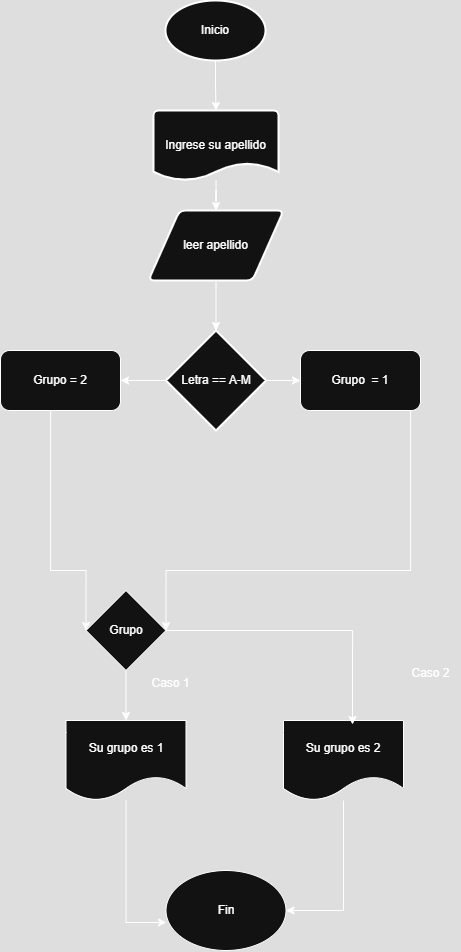 Inicio
Ingrese su apellido
leer apellido
Grupo = 2
Letra == A-M
Grupo  = 1
Grupo
Caso 1
Caso 2
Su grupo es 1
Su grupo es 2
Fin